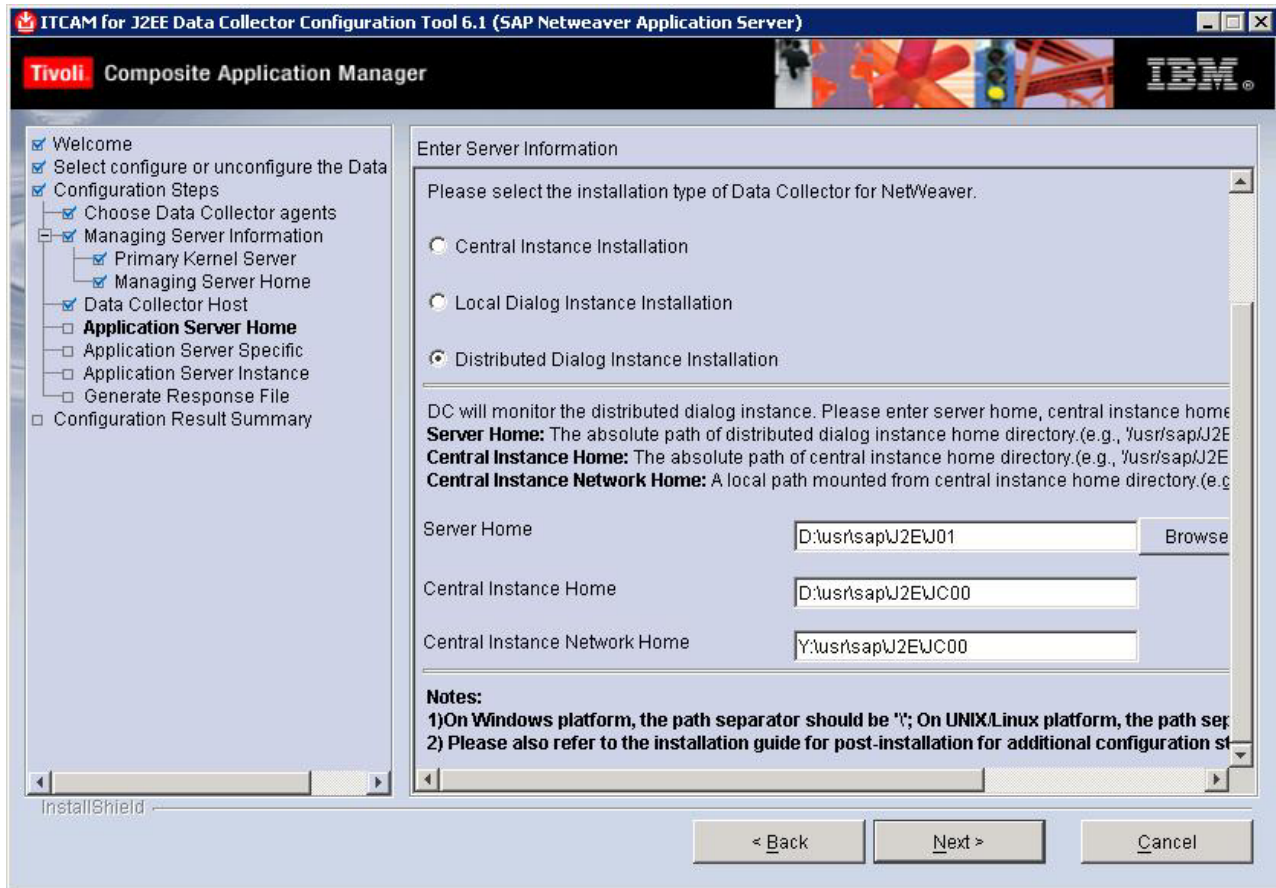 ITCAM for J2EE Data Collector Configuration Tool 6.1 (SAP Netweaver Application Server)
Tivoli. Composite Application Manager
IBM®
Welcome
Select configure or unconfigure the Data
Configuration Steps
Choose Data Collector agents
Managing Server Information
Primary Kernel Server
Managing Server Home
Data Collector Host
Application Server Home
Application Server Specific
Application Server Instance
Generate Response File
Configuration Result Summary
Enter Server Information
Please select the installation type of Data Collector for NetWeaver.
Central Instance Installation
Local Dialog Instance Installation
Distributed Dialog Instance Installation
DC will monitor the distributed dialog instance. Please enter server home, central instance home
Server Home: The absolute path of distributed dialog instance home directory.(e.g., '/usr/sap/J2E
Central Instance Home: The absolute path of central instance home directory.(e.g., '/usr/sap/J2E
Central Instance Network Home: A local path mounted from central instance home directory.(e.g
Server Home
D:\usr\sap\J2E\J01
Browse
Central Instance Home
D:\usr\sap\J2E\JC00
Central Instance Network Home
Y:\usr\sap\J2E\JC00
Notes:
1)On Windows platform, the path separator should be '\'; On UNIX/Linux platform, the path sep
2) Please also refer to the installation guide for post-installation for additional configuration st
InstallShield
< Back
Next >
Cancel